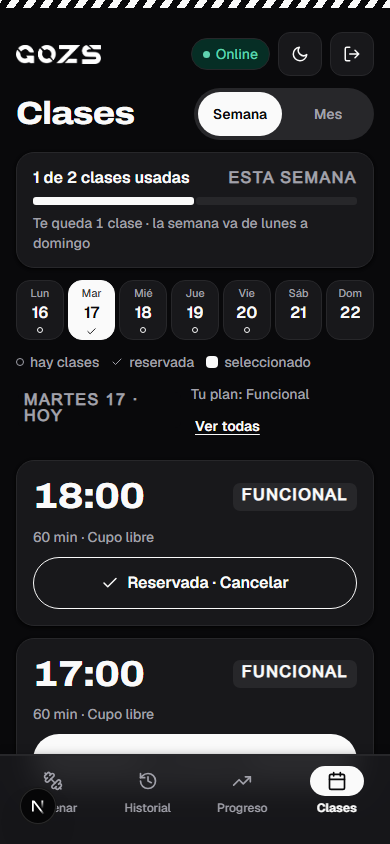 GOZS
Online
Clases
Semana
Mes
1 de 2 clases usadas
ESTA SEMANA
Te queda 1 clase · la semana va de lunes a
domingo
Lun
Mar
Mié
Jue
Vie
Sáb
Dom
16
17
18
19
20
21
22
hay clases
reservada
seleccionado
MARTES 17 ·
HOY
Tu plan: Funcional
Ver todas
18:00
FUNCIONAL
60 min · Cupo libre
Reservada · Cancelar
17:00
FUNCIONAL
60 min · Cupo libre
N
enar
Historial
Progreso
Clases